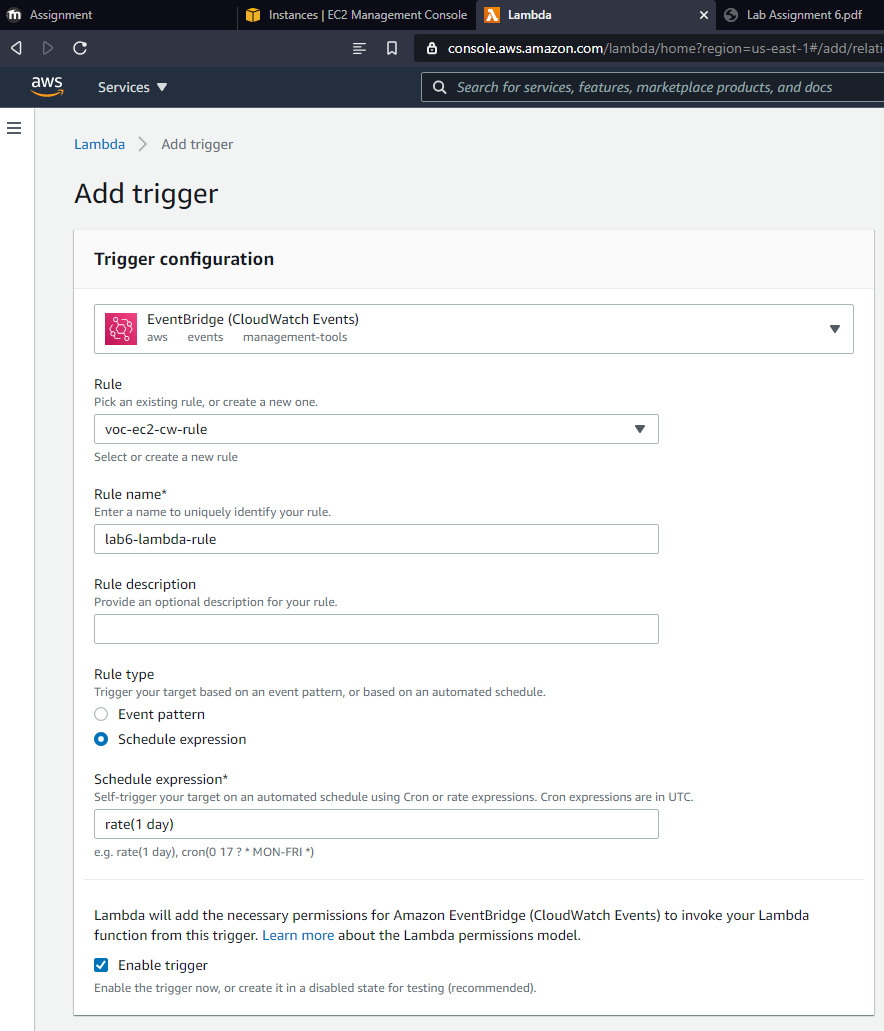 Assignment
Instances | EC2 Management Console
Lambda
Lab Assignment 6.pdf
console.aws.amazon.com/lambda/home?region=us-east-1#/add/relati
aws
Services
Search for services, features, marketplace products, and docs
Lambda
Add trigger
Add trigger
Trigger configuration
EventBridge (CloudWatch Events)
aws events management-tools
Rule
Pick an existing rule, or create a new one.
voc-ec2-cw-rule
Select or create a new rule
Rule name*
Enter a name to uniquely identify your rule.
lab6-lambda-rule
Rule description
Provide an optional description for your rule.
Rule type
Trigger your target based on an event pattern, or based on an automated schedule.
Event pattern
Schedule expression
Schedule expression*
Self-trigger your target on an automated schedule using Cron or rate expressions. Cron expressions are in UTC.
rate(1 day)
e.g. rate(1 day), cron(0 17 ? * MON-FRI *)
Lambda will add the necessary permissions for Amazon EventBridge (CloudWatch Events) to invoke your Lambda
function from this trigger. Learn more about the Lambda permissions model.
Enable trigger
Enable the trigger now, or create it in a disabled state for testing (recommended).